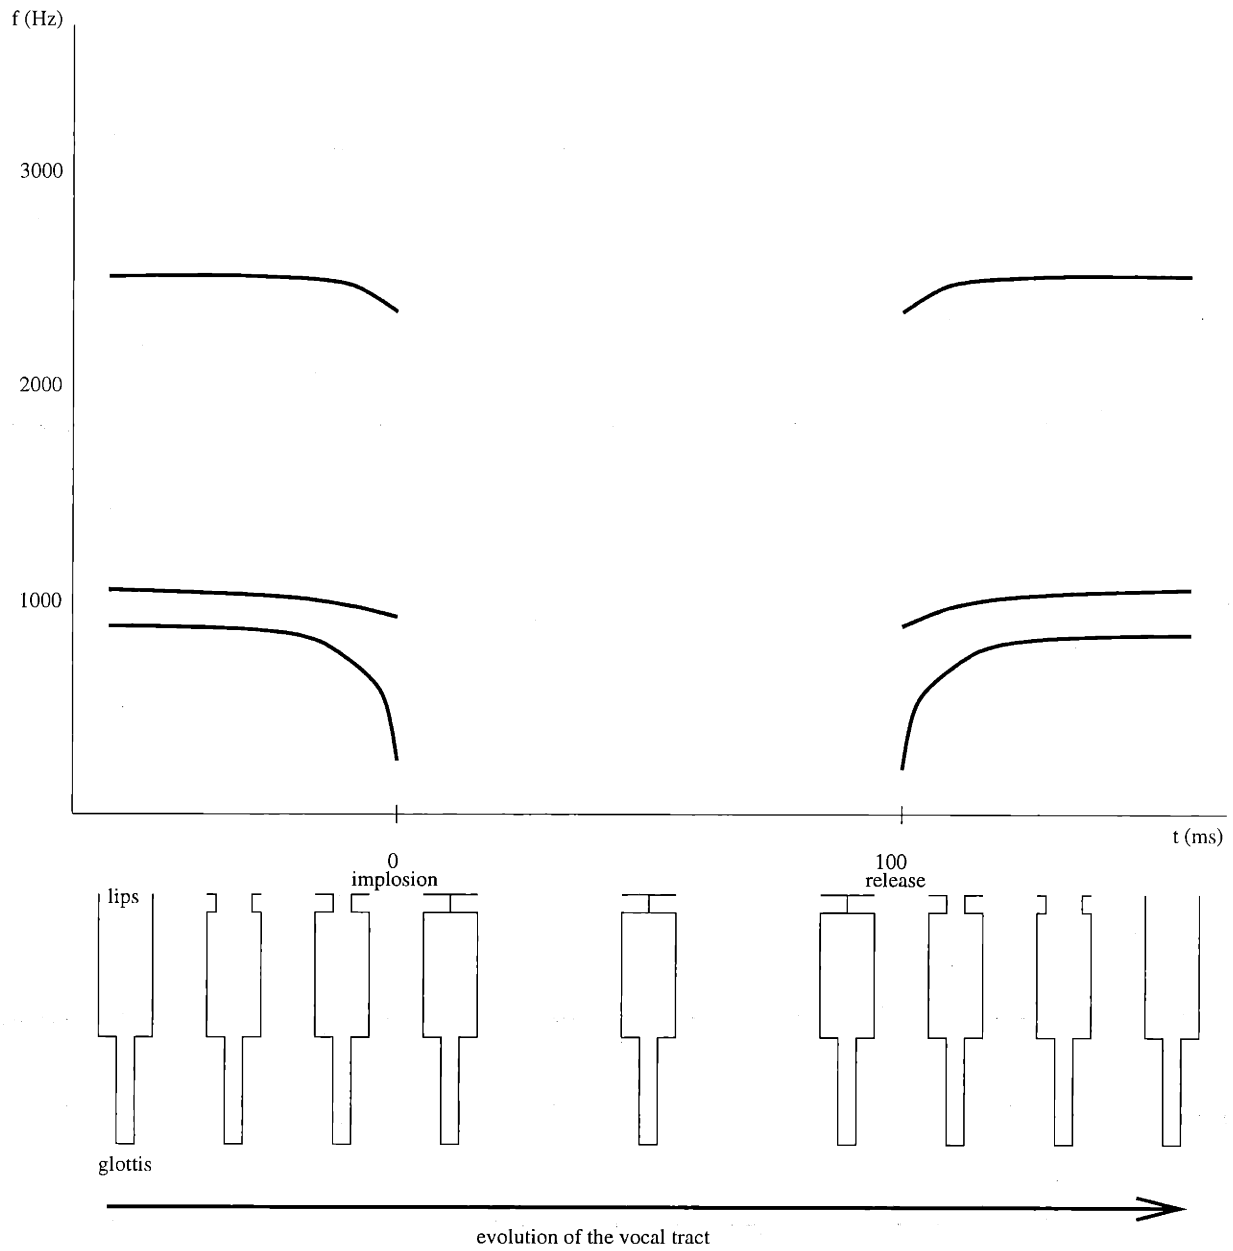 f (Hz)
3000
2000
1000
t (ms)
0
100
implosion
release
lips
glottis
evolution of the vocal tract